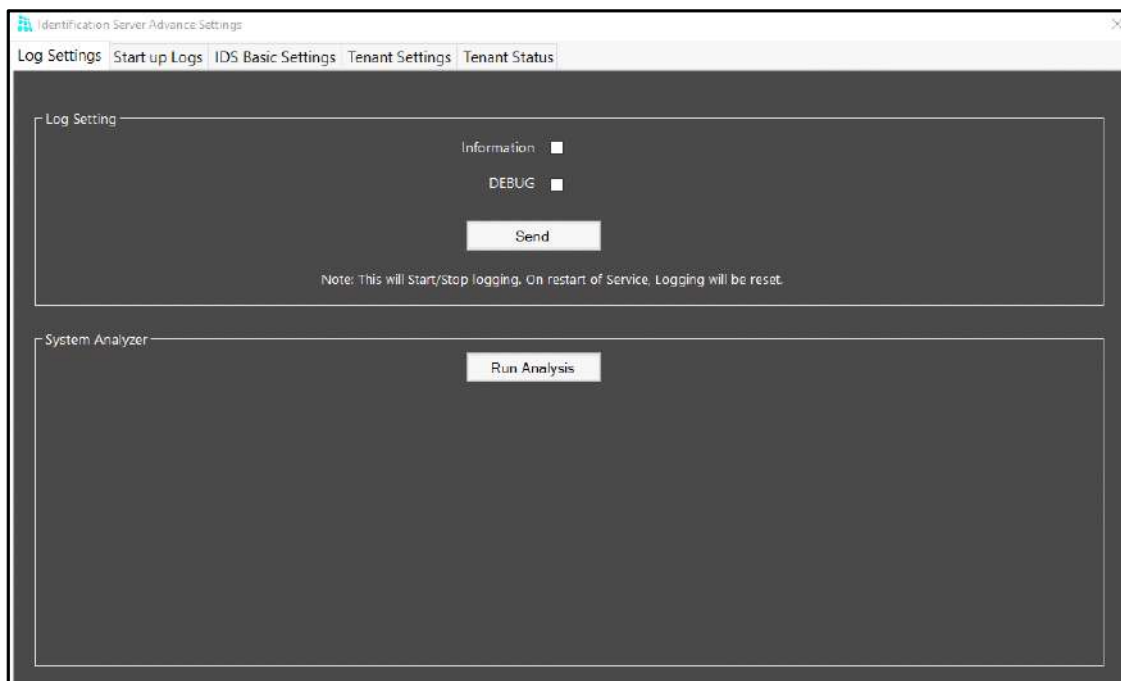 Identification Server Advance Settings
Log Settings Start up Logs IDS Basic Settings Tenant Settings Tenant Status
Log Setting
Information
DEBUG
Send
Note: This will Start/Stop logging. On restart of Service, Logging will be reset.
System Analyzer
Run Analysis